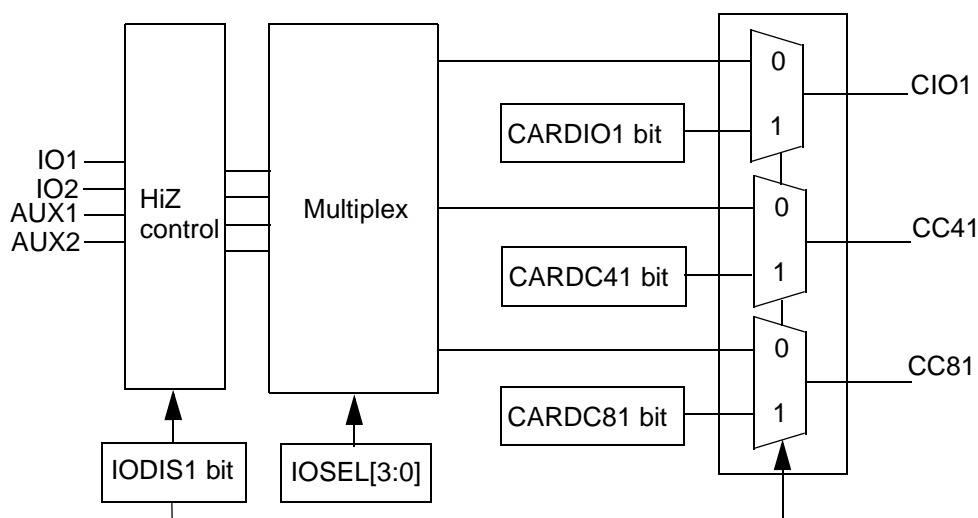 CIO1
0
1
CARDIO1 bit
IO1
IO2
AUX1
AUX2
HiZ
control
Multiplex
0
1
CC41
CARDC41 bit
0
1
CC81
CARDC81 bit
IODIS1 bit
IOSEL[3:0]